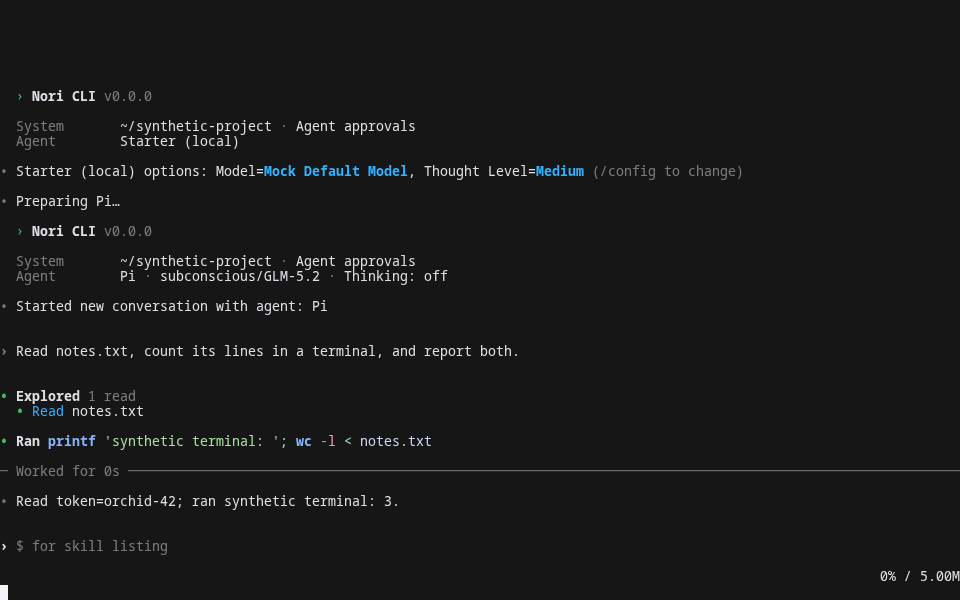 › Nori CLI v0.0.0
System ~/synthetic-project · Agent approvals
Agent Starter (local)
• Starter (local) options: Model=Mock Default Model, Thought Level=Medium (/config to change)
• Preparing Pi…
› Nori CLI v0.0.0
System ~/synthetic-project · Agent approvals
Agent Pi · subconscious/GLM-5.2 · Thinking: off
• Started new conversation with agent: Pi
› Read notes.txt, count its lines in a terminal, and report both.
• Explored 1 read
• Read notes.txt
• Ran printf 'synthetic terminal: '; wc -l < notes.txt
─ Worked for 0s ─
• Read token=orchid-42; ran synthetic terminal: 3.
› $ for skill listing
0% / 5.00M